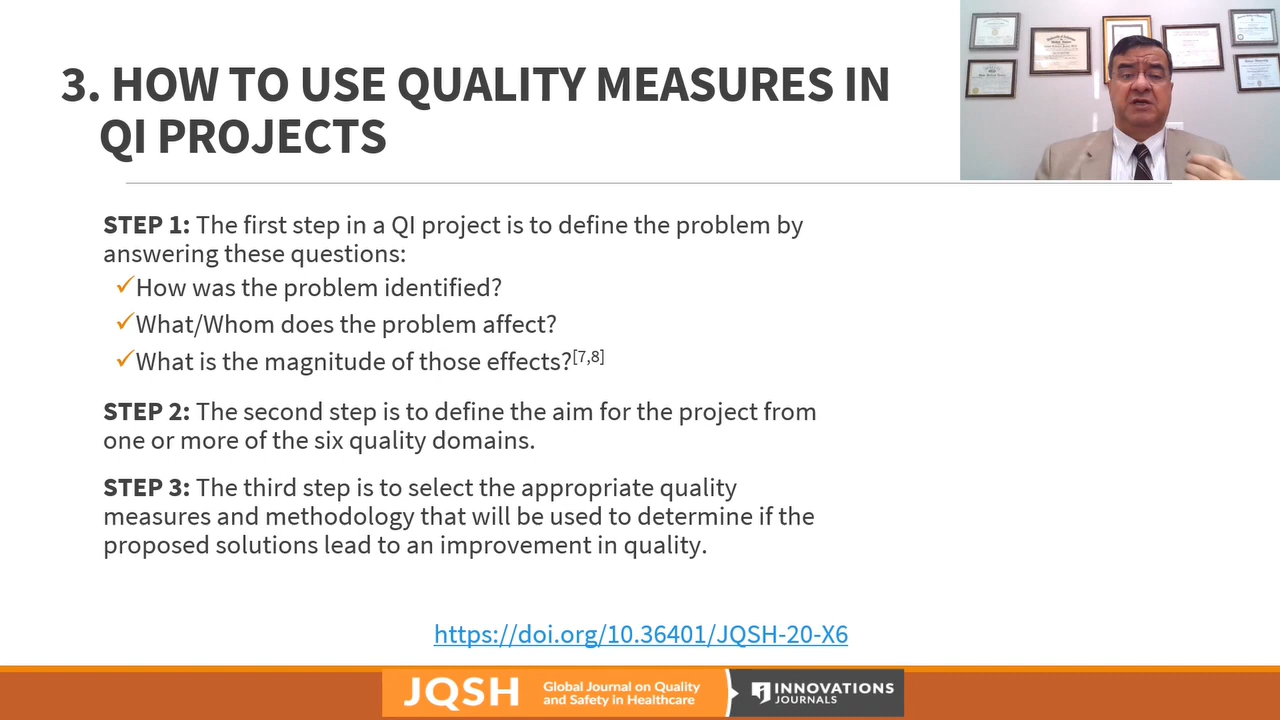 3. HOW TO USE QUALITY MEASURES IN
QI PROJECTS
STEP 1: The first step in a QI project is to define the problem by
answering these questions:
✓How was the problem identified?
✓What/Whom does the problem affect?
✓What is the magnitude of those effects?[7,8]
STEP 2: The second step is to define the aim for the project from
one or more of the six quality domains.
STEP 3: The third step is to select the appropriate quality
measures and methodology that will be used to determine if the
proposed solutions lead to an improvement in quality.
https://doi.org/10.36401/JQSH-20-X6
JQSH
Global Journal on Quality
and Safety in Healthcare
INNOVATIONS
JOURNALS